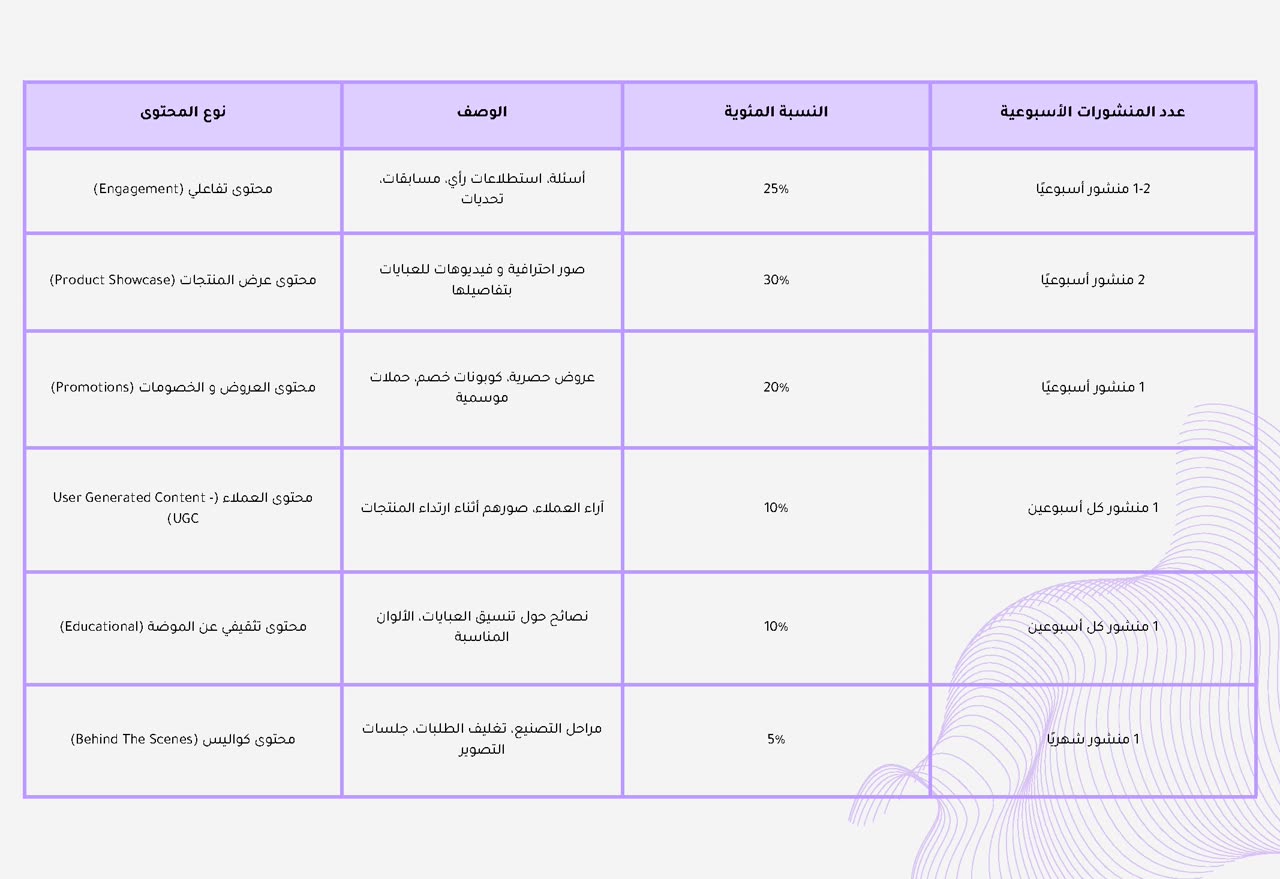 نوع المحتوى
الوصف
النسبة المئوية
عدد المنشورات الأسبوعية
محتوى تفاعلي (Engagement)
أسئلة، استطلاعات رأي، مسابقات،
تحديات
25%
1-2 منشور أسبوعيًا
محتوى عرض المنتجات (Product Showcase)
صور احترافية و فيديوهات للعبايات
بتفاصيلها
30%
2 منشور أسبوعيًا
محتوى العروض و الخصومات (Promotions)
عروض حصرية، كوبونات خصم، حملات
موسمية
20%
1 منشور أسبوعيًا
محتوى العملاء (User Generated Content -
UGC)
آراء العملاء، صورهم أثناء ارتداء المنتجات
10%
1 منشور كل أسبوعين
محتوى تثقيفي عن الموضة (Educational)
نصائح حول تنسيق العبايات، الألوان
المناسبة
10%
1 منشور كل أسبوعين
محتوى كواليس (Behind The Scenes)
مراحل التصنيع، تغليف الطلبات، جلسات
التصوير
5%
1 منشور شهريًا